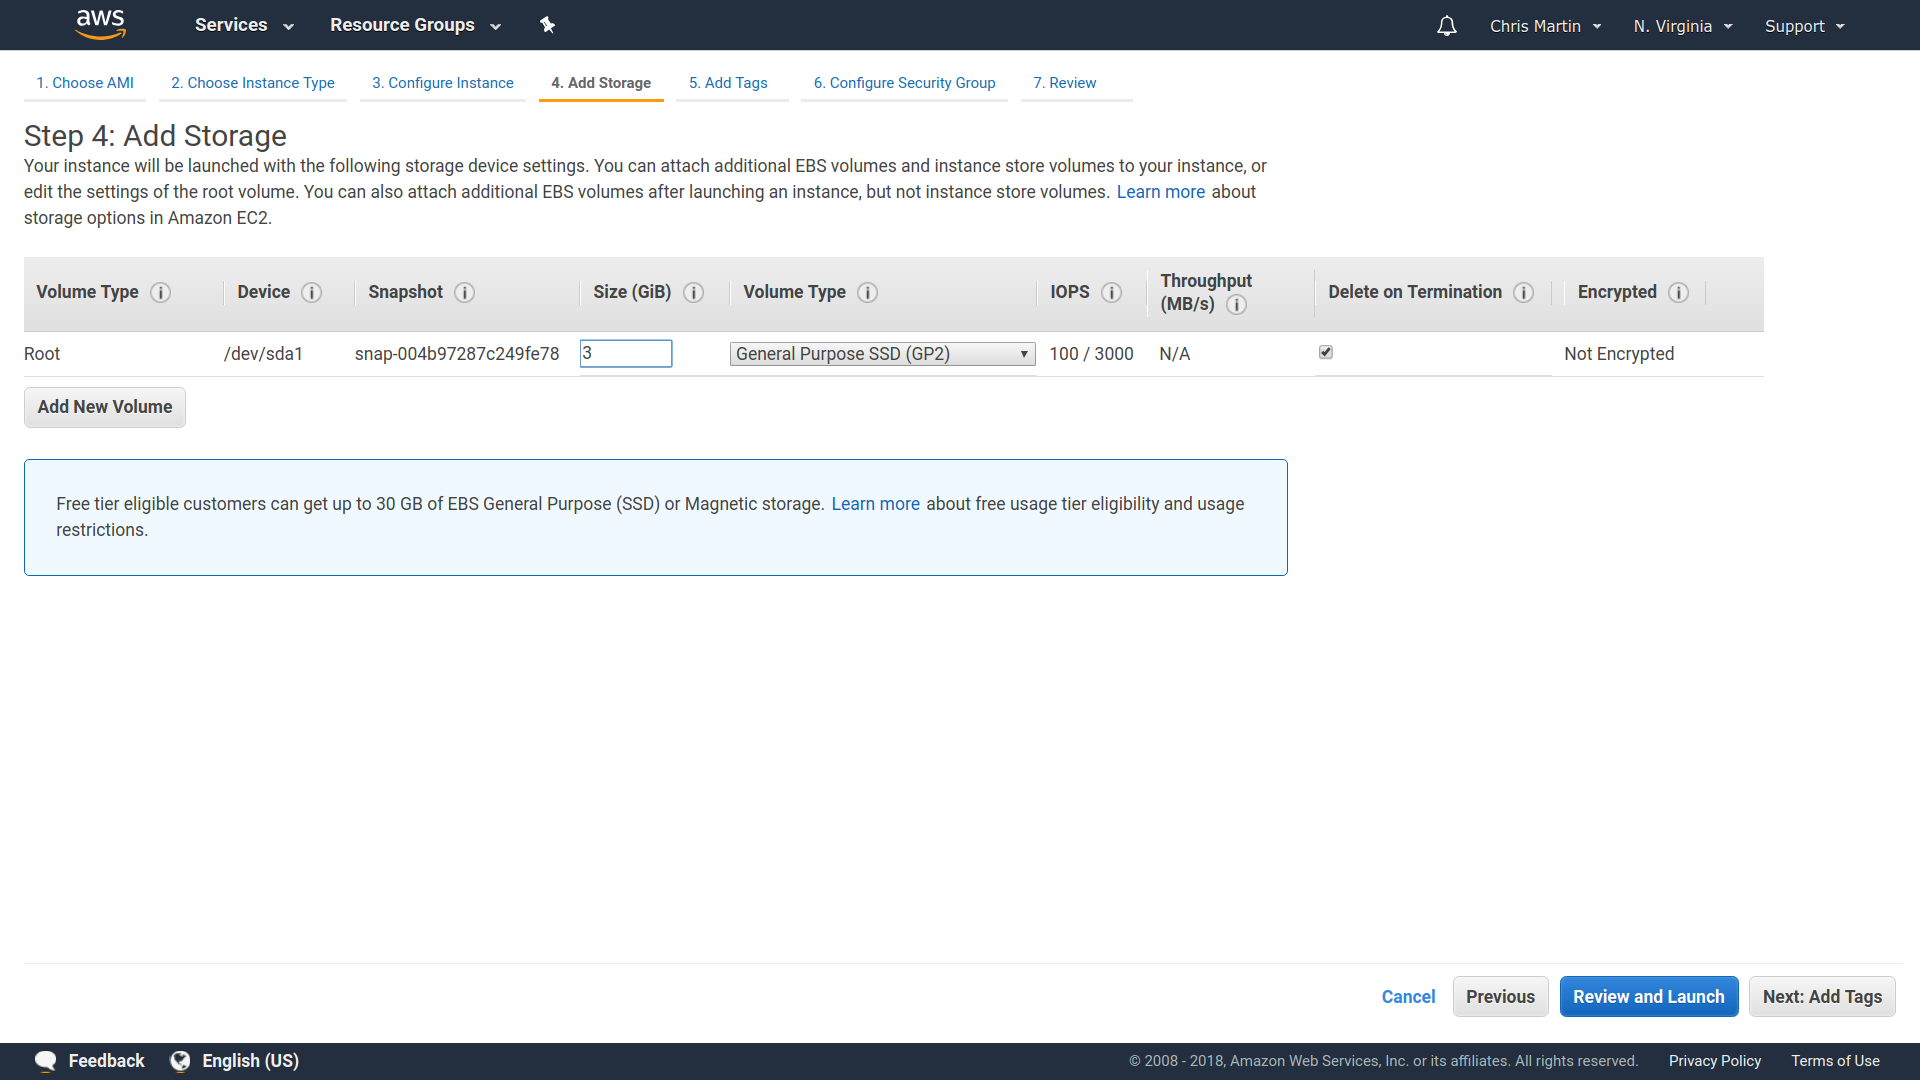 aws Services Resource Groups Chris Martin N. Virginia Support
1. Choose AMI 2. Choose Instance Type 3. Configure Instance 4. Add Storage 5. Add Tags 6. Configure Security Group 7. Review
Step 4: Add Storage
Your instance will be launched with the following storage device settings. You can attach additional EBS volumes and instance store volumes to your instance, or
edit the settings of the root volume. You can also attach additional EBS volumes after launching an instance, but not instance store volumes. Learn more about
storage options in Amazon EC2.
Volume Type i Device i Snapshot i Size (GiB) i Volume Type i IOPS i Throughput (MB/s) i Delete on Termination i Encrypted i
Root /dev/sda1 snap-004b97287c249fe78 3 General Purpose SSD (GP2) 100 / 3000 N/A Not Encrypted
Add New Volume
Free tier eligible customers can get up to 30 GB of EBS General Purpose (SSD) or Magnetic storage. Learn more about free usage tier eligibility and usage
restrictions.
Cancel Previous Review and Launch Next: Add Tags
Feedback English (US) © 2008 - 2018, Amazon Web Services, Inc. or its affiliates. All rights reserved. Privacy Policy Terms of Use